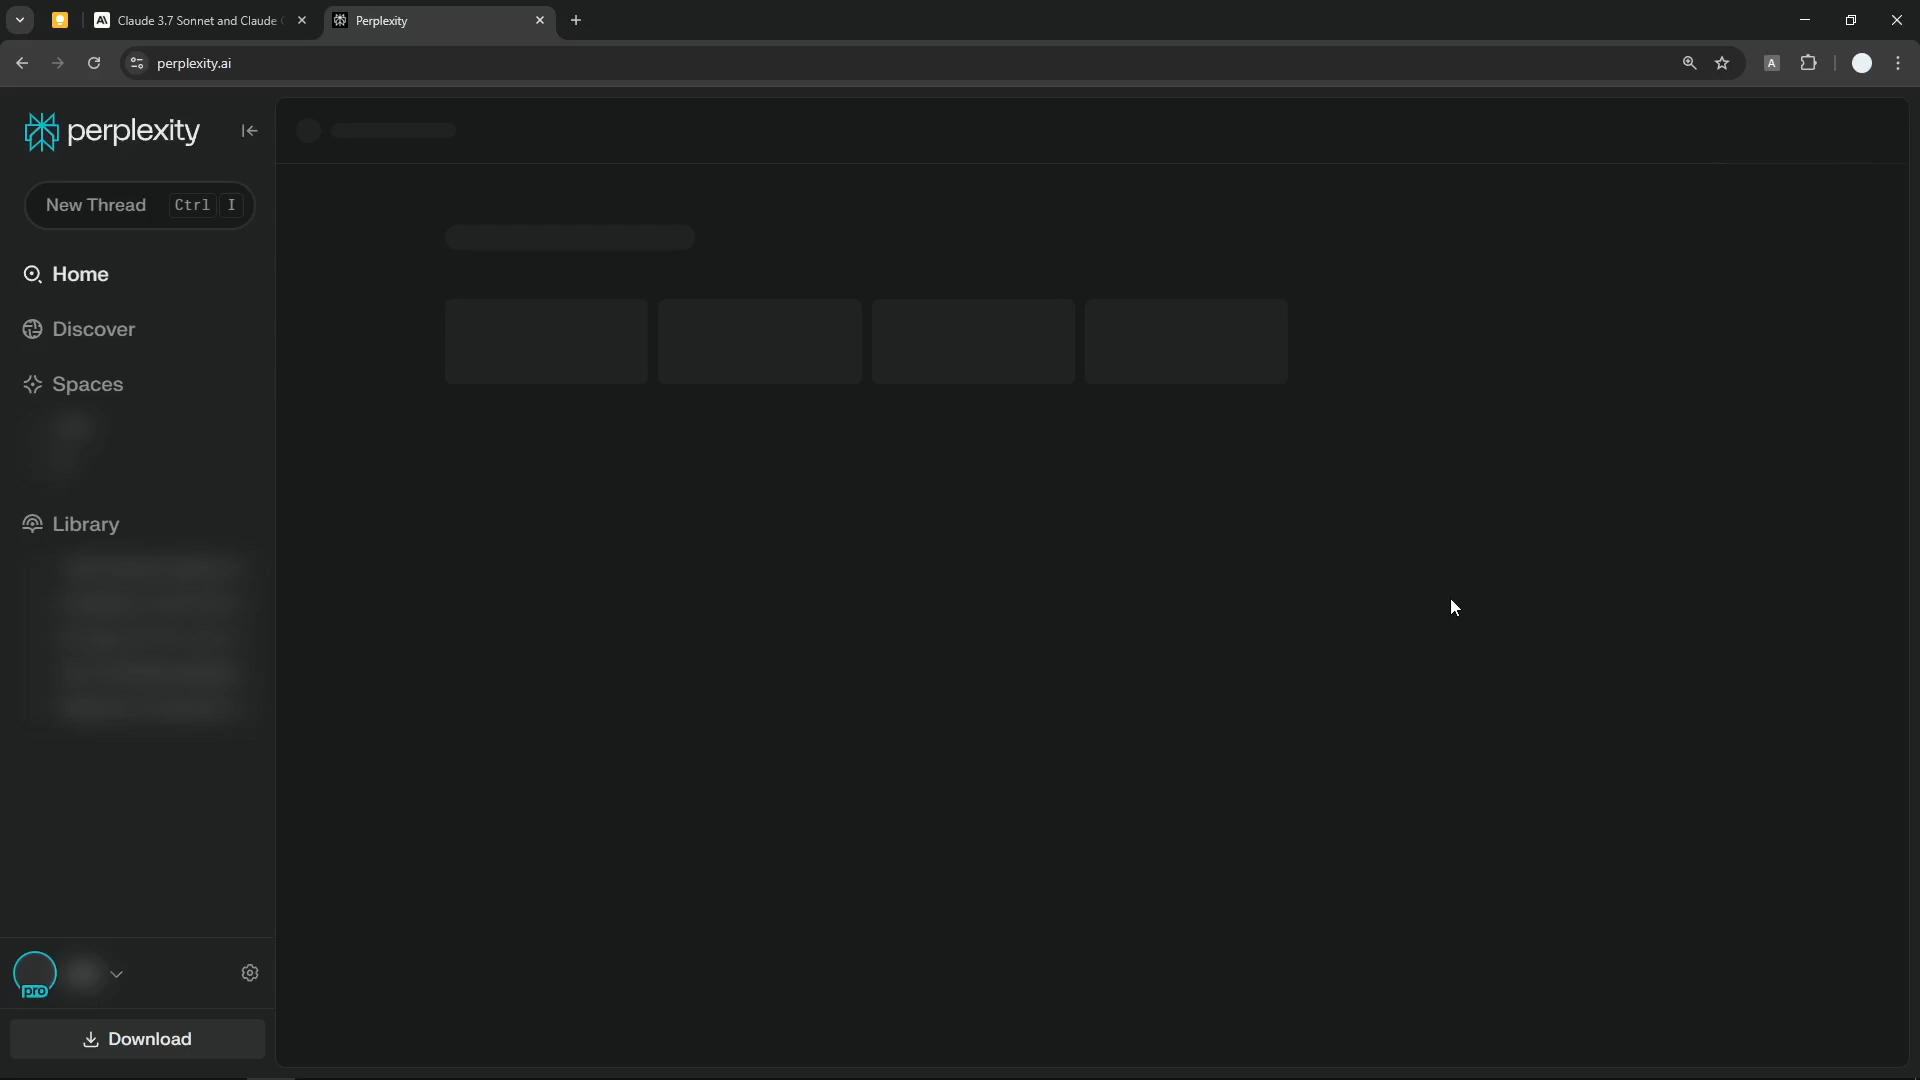 Claude 3.7 Sonnet and Claude
Perplexity
perplexity.ai
A
perplexity
New Thread Ctrl I
Home
Discover
Spaces
Library
pro
Download